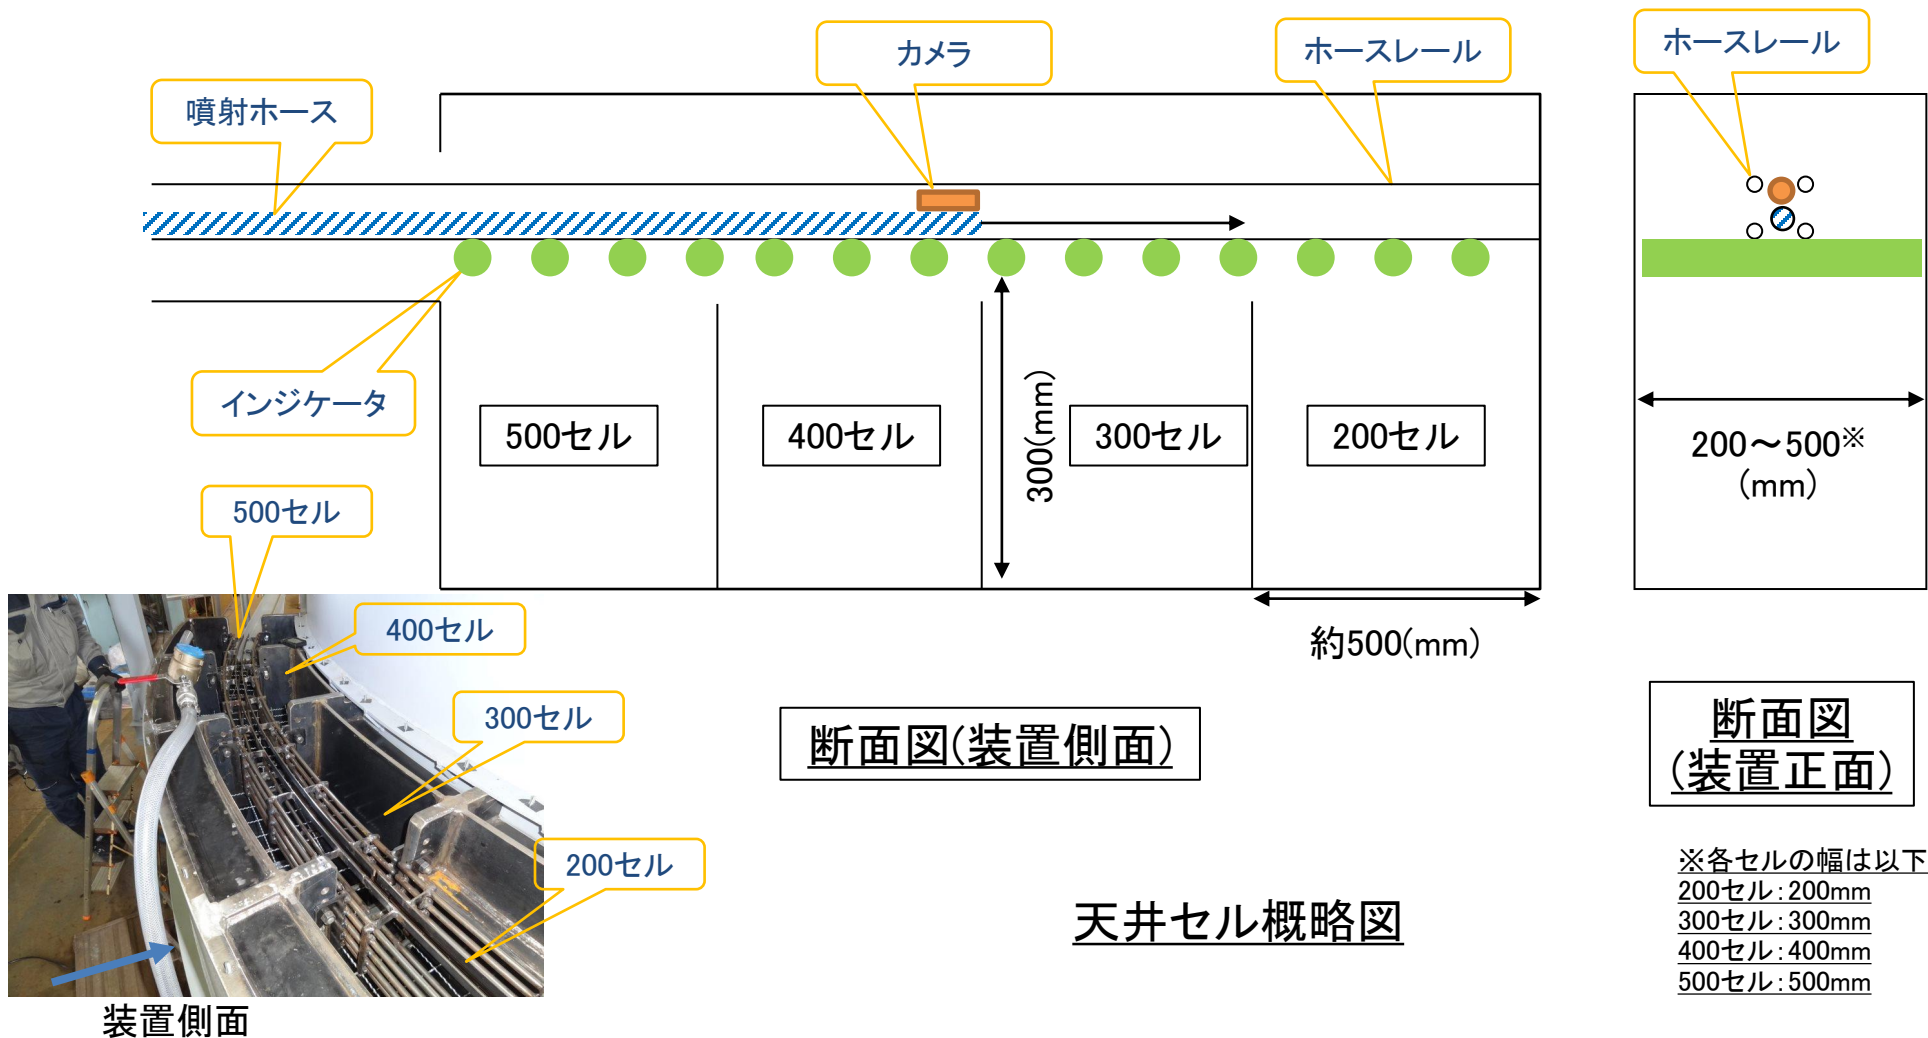 カメラ
ホースレール
ホースレール
噴射ホース
インジケータ
500セル
400セル
300(mm)
300セル
200セル
200～500※
(mm)
500セル
400セル
300セル
200セル
約500(mm)
断面図(装置側面)
断面図
(装置正面)
天井セル概略図
※各セルの幅は以下
200セル：200mm
300セル：300mm
400セル：400mm
500セル：500mm
装置側面